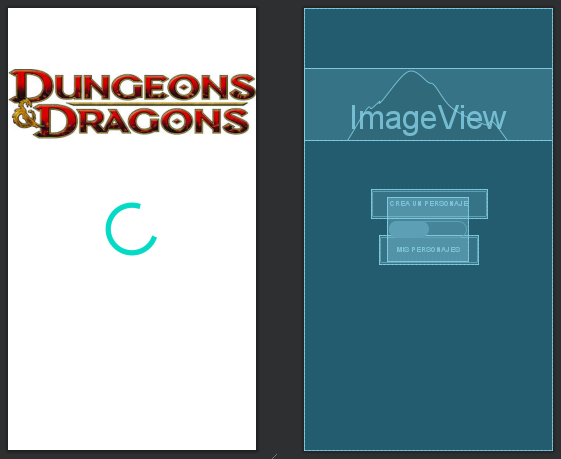 DUNGEONS
& DRAGONS
ImageView
CREA UN PERSONAJE
MIS PERSONAJES